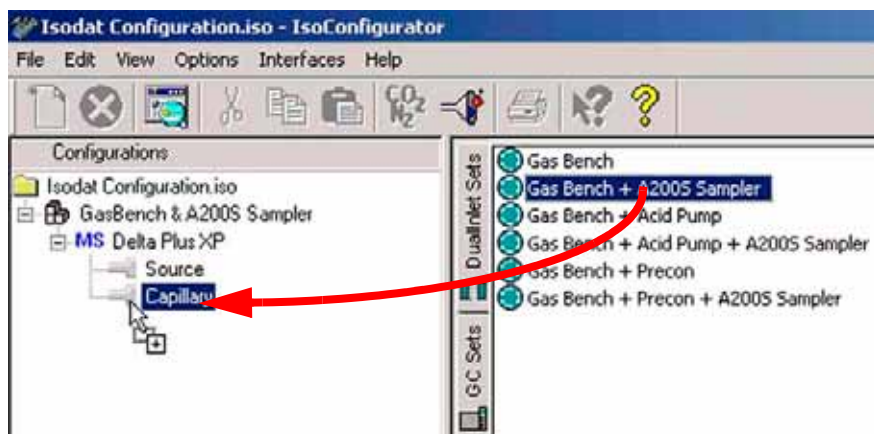 Isodat Configuration.iso - IsoConfigurator
File Edit View Options Interfaces Help
CO2
N2
Configurations
Isodat Configuration.iso
GasBench & A200S Sampler
MS Delta Plus XP
Source
Capillary
DualInlet Sets
GC Sets
Gas Bench
Gas Bench + A200S Sampler
Gas Bench + Acid Pump
Gas Bench + Acid Pump + A200S Sampler
Gas Bench + Precon
Gas Bench + Precon + A200S Sampler